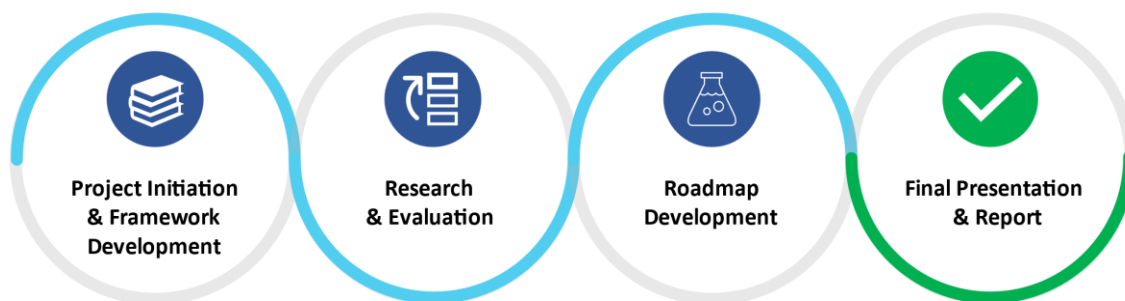 Project Initiation
& Framework
Development
Research
& Evaluation
Roadmap
Development
Final Presentation
& Report